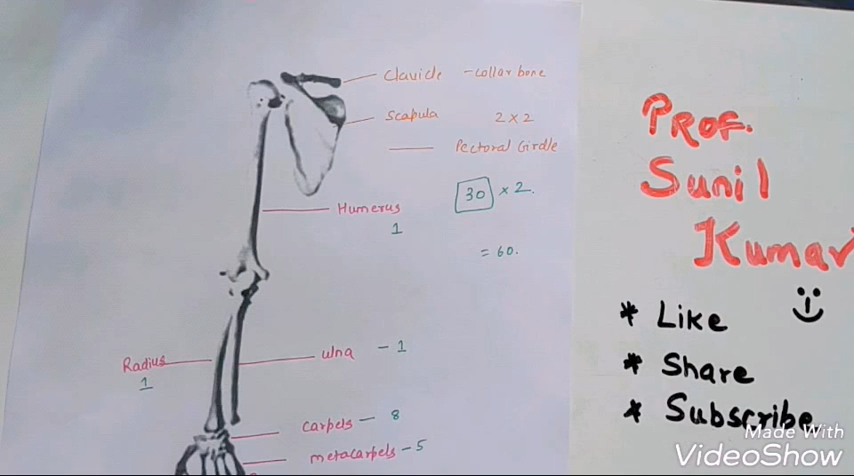 Clavicle - collar bone
Scapula 2 x 2
Pectoral Girdle
30 x 2.
Humerus
1
= 60.
Radius
1
ulna - 1
carpels - 8
metacarpels - 5
PROF.
Sunil
Kumar
* Like
* Share
* Subscribe
Made With
VideoShow